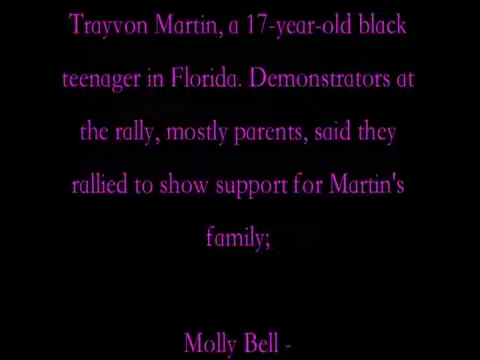 Trayvon Martin, a 17-year-old black
teenager in Florida. Demonstrators at
the rally, mostly parents, said they
rallied to show support for Martin's
family;
Molly Bell -